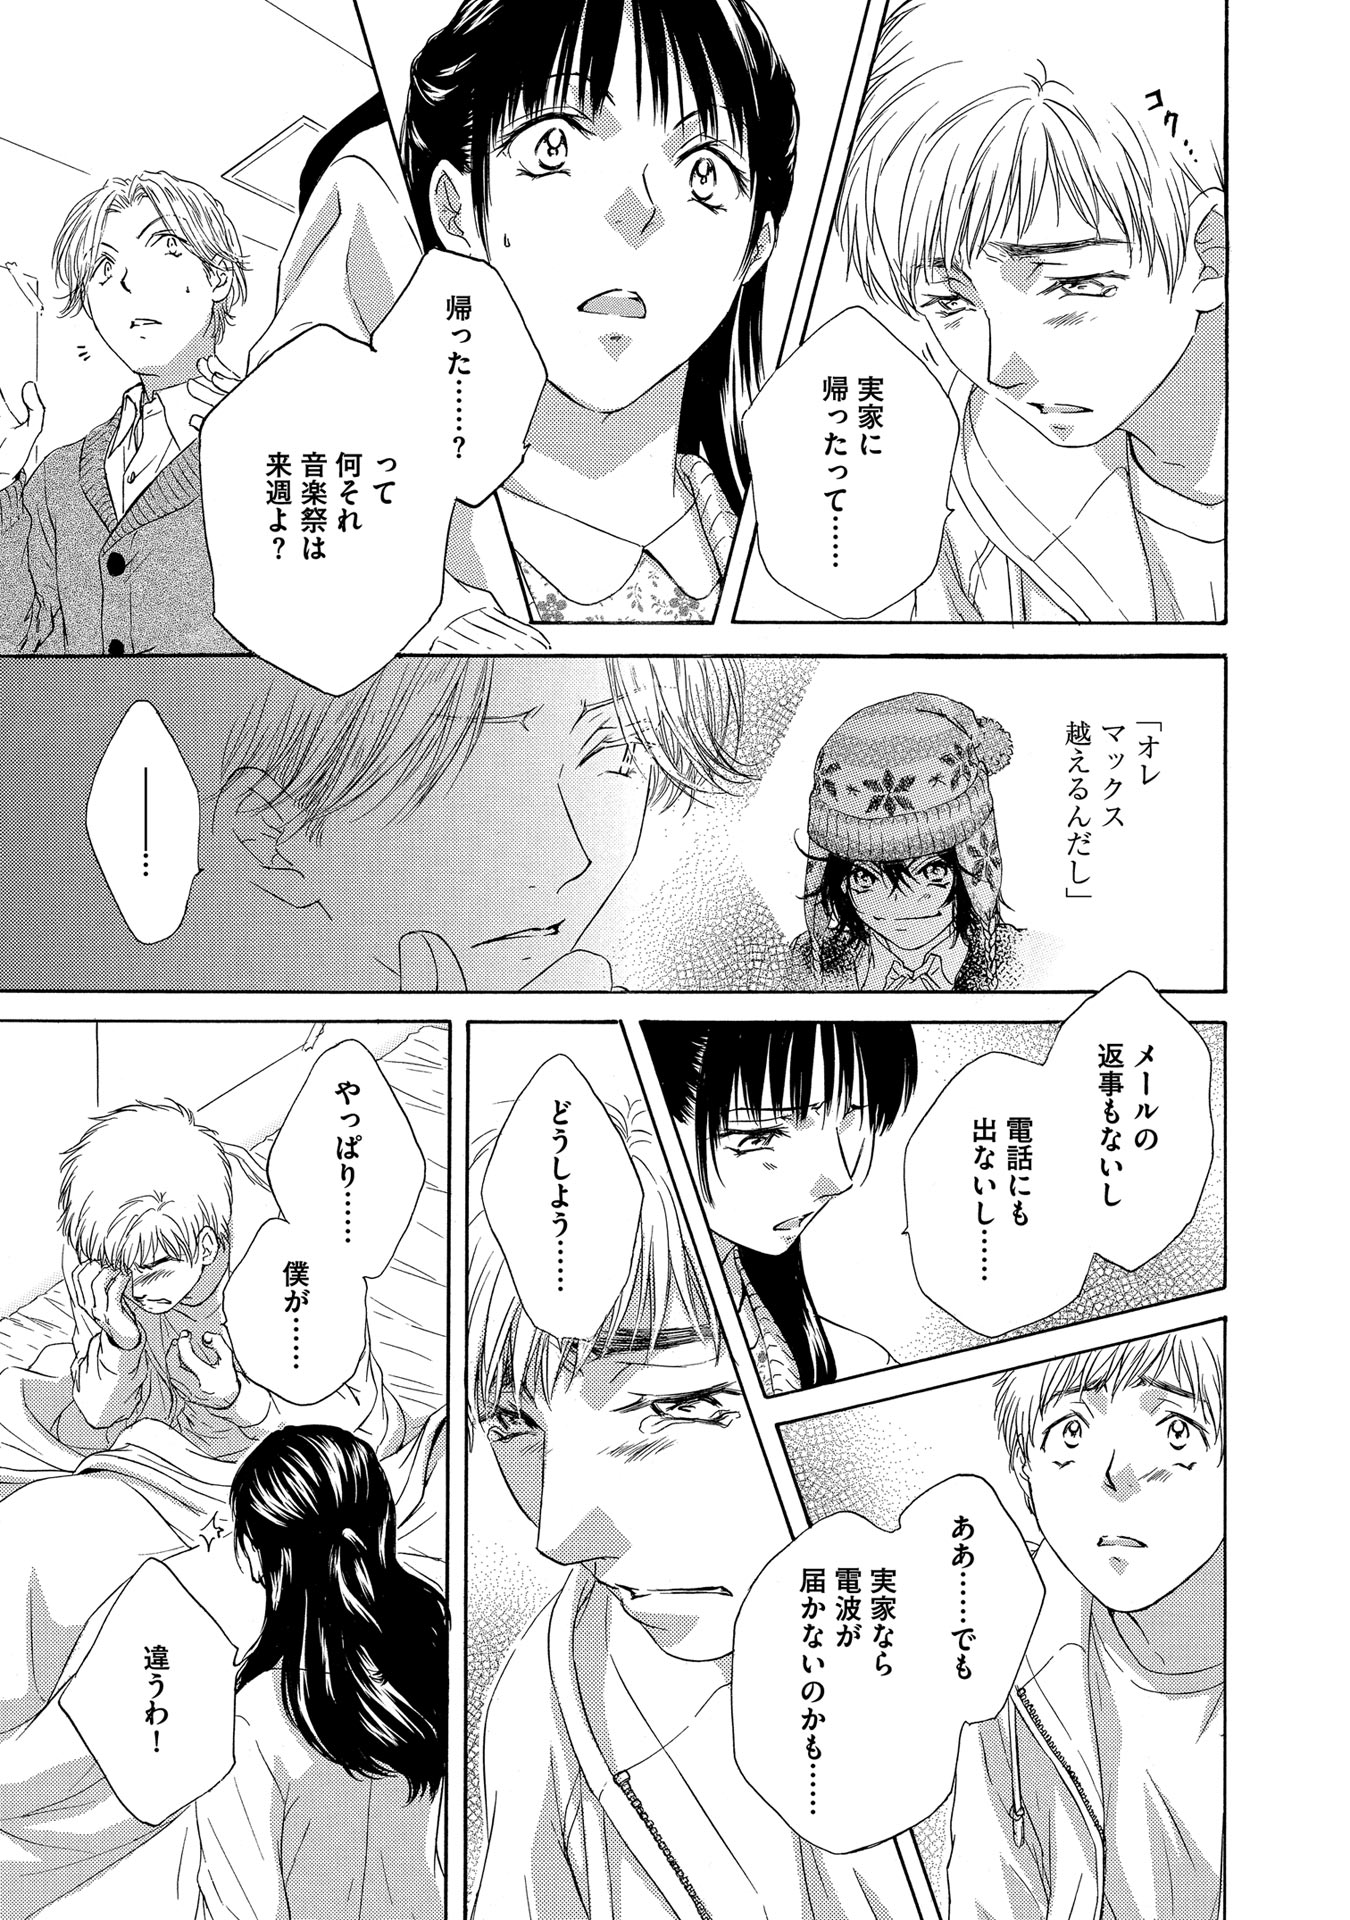 コクッ…
実家に
帰ったって……
帰った……？
って
何それ
音楽祭は
来週よ？
「オレ
マックス
越えるんだし」
――…
メールの
返事もないし
電話にも
出ないし……
ああ……でも
実家なら
電波が
届かないのかも……
どうしよう……
やっぱり……
僕が……
違うわ！